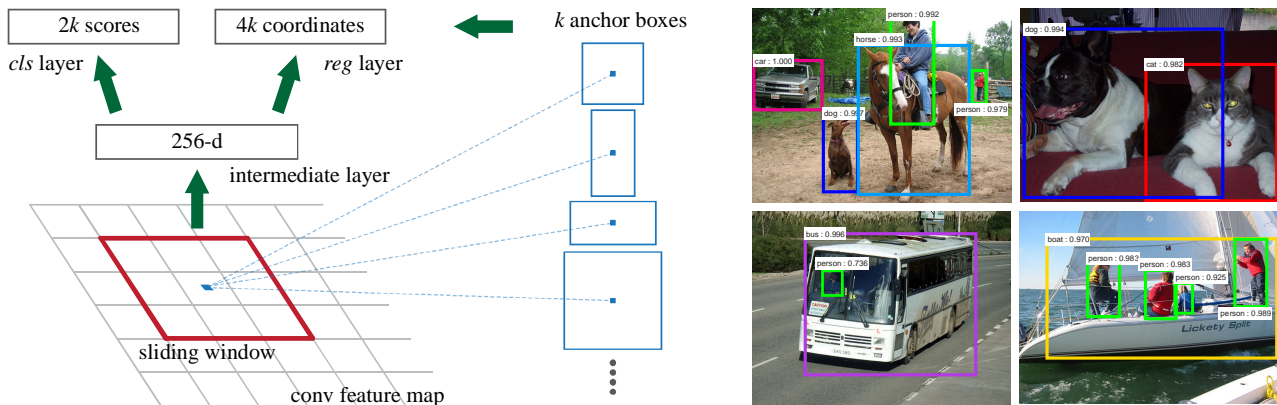 2k scores
4k coordinates
k anchor boxes
cls layer
reg layer
256-d
intermediate layer
sliding window
conv feature map
person : 0.992
horse : 0.993
car : 1.000
dog : 0.997
person : 0.979
dog : 0.994
cat : 0.982
bus : 0.996
person : 0.736
boat : 0.970
person : 0.983
person : 0.983
person : 0.925
person : 0.989
Lickety Split